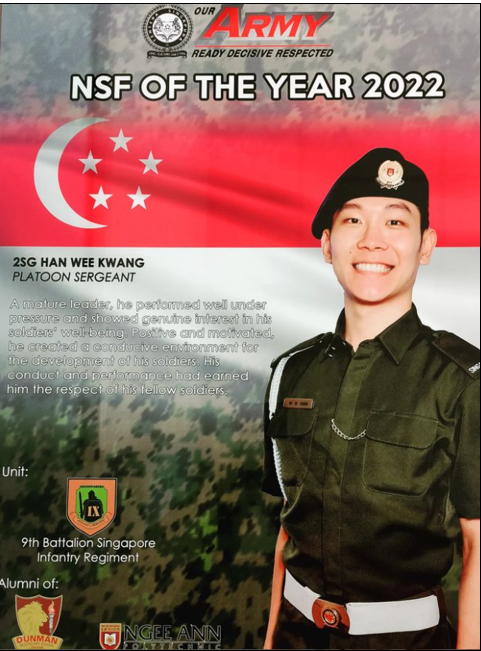 OUR ARMY
READY DECISIVE RESPECTED
NSF OF THE YEAR 2022
2SG HAN WEE KWANG
PLATOON SERGEANT
A mature leader, he performed well under
pressure and showed genuine interest in his
soldiers' well-being. Positive and motivated,
he created a conducive environment for
the development of his soldiers. His
conduct and performance had earned
him the respect of his fellow soldiers.
Unit:
IX
9th Battalion Singapore
Infantry Regiment
Alumni of:
DUNMAN
NGEE ANN
POLYTECHNIC